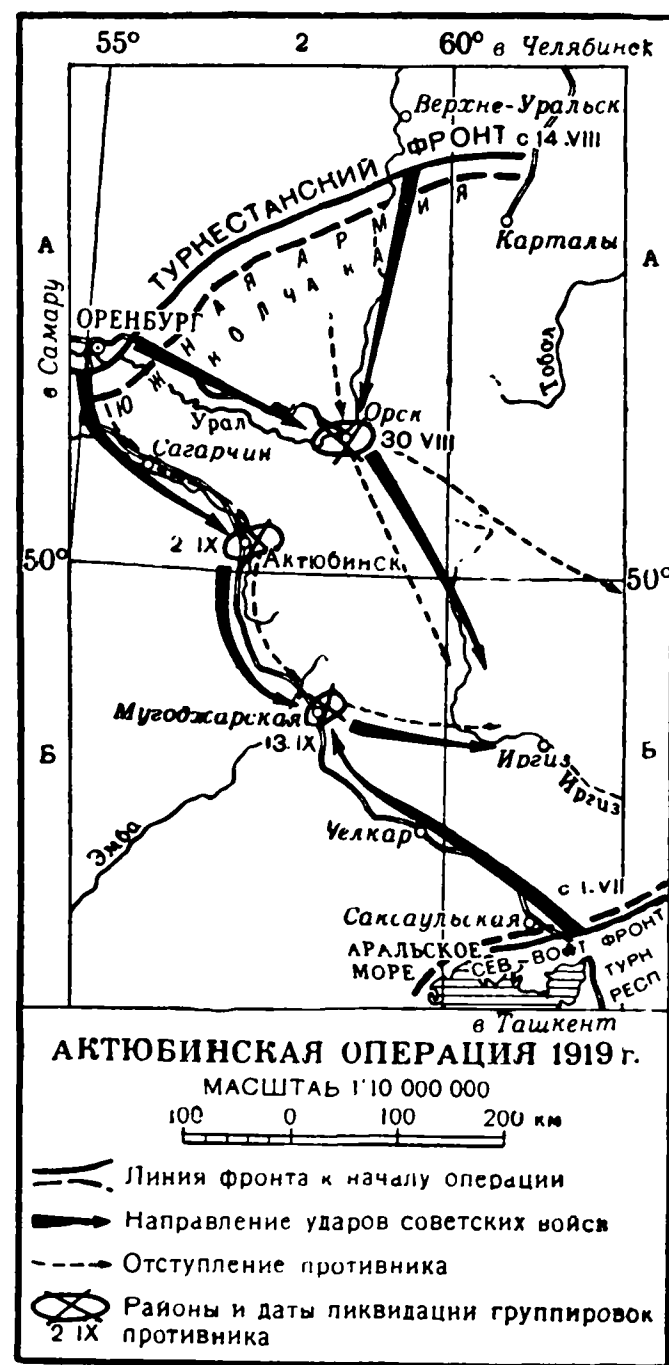 55° 2 60° в Челябинск
Верхне-Уральск
ТУРКЕСТАНСКИЙ ФРОНТ с 14.VIII
ЮЖНАЯ АРМИЯ
КОЛЧАКА
Карталы
А А
в Самару
ОРЕНБУРГ
Тобол
Орск
30 VIII
Урал
Сагарчин
2 IX
Актюбинск
50° 50°
Мугоджарская
13.IX
Б Б
Иргиз
Иргиз
Эмба
Челкар
с 1.VII
Саксаульская
АРАЛЬСКОЕ
МОРЕ
СЕВ-ВОСТ ФРОНТ
ТУРК
РЕСП
в Ташкент
АКТЮБИНСКАЯ ОПЕРАЦИЯ 1919 г.
МАСШТАБ 1:10 000 000
100 0 100 200 км
Линия фронта к началу операции
Направление ударов советских войск
Отступление противника
Районы и даты ликвидации группировок
2 IX противника